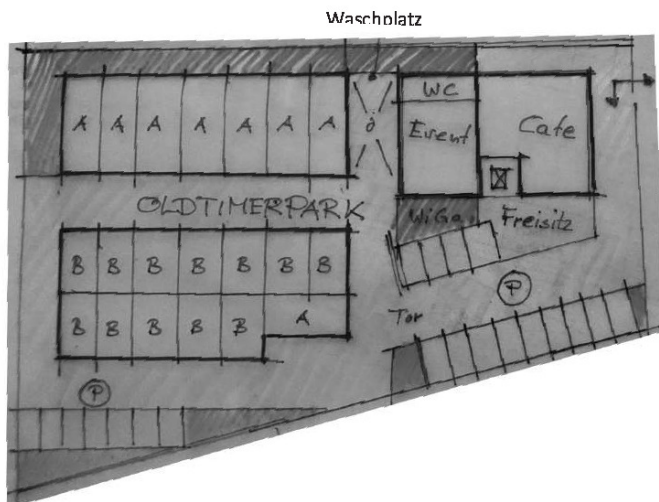 Waschplatz
WC
A A A A A A A
Event
Cafe
OLDTIMERPARK
WiGa
Freisitz
B B B B B B B
P
B B B B B A
Tor
P